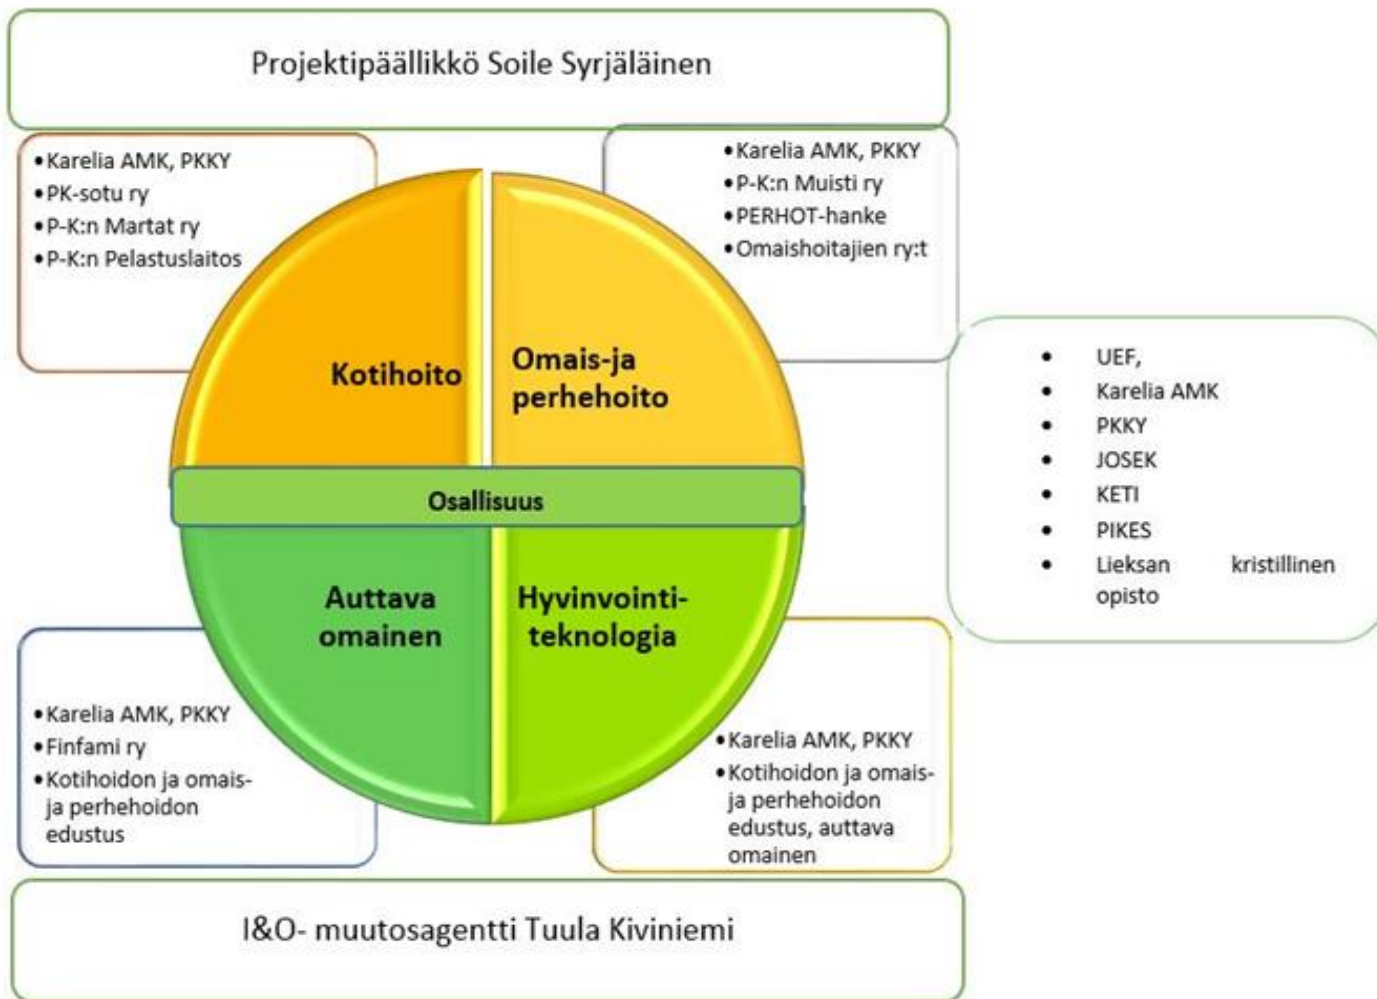 Projektipäällikkö Soile Syrjäläinen
•Karelia AMK, PKKY
•PK-sotu ry
•P-K:n Martat ry
•P-K:n Pelastuslaitos
•Karelia AMK, PKKY
•P-K:n Muisti ry
•PERHOT-hanke
•Omaishoitajien ry:t
Kotihoito
Omais-ja
perhehoito
Osallisuus
Auttava
omainen
Hyvinvointi-
teknologia
• UEF,
• Karelia AMK
• PKKY
• JOSEK
• KETI
• PIKES
• Lieksan kristillinen
opisto
•Karelia AMK, PKKY
•Finfami ry
•Kotihoidon ja omais-
ja perhehoidon
edustus
•Karelia AMK, PKKY
•Kotihoidon ja omais-
ja perhehoidon
edustus, auttava
omainen
I&O- muutosagentti Tuula Kiviniemi